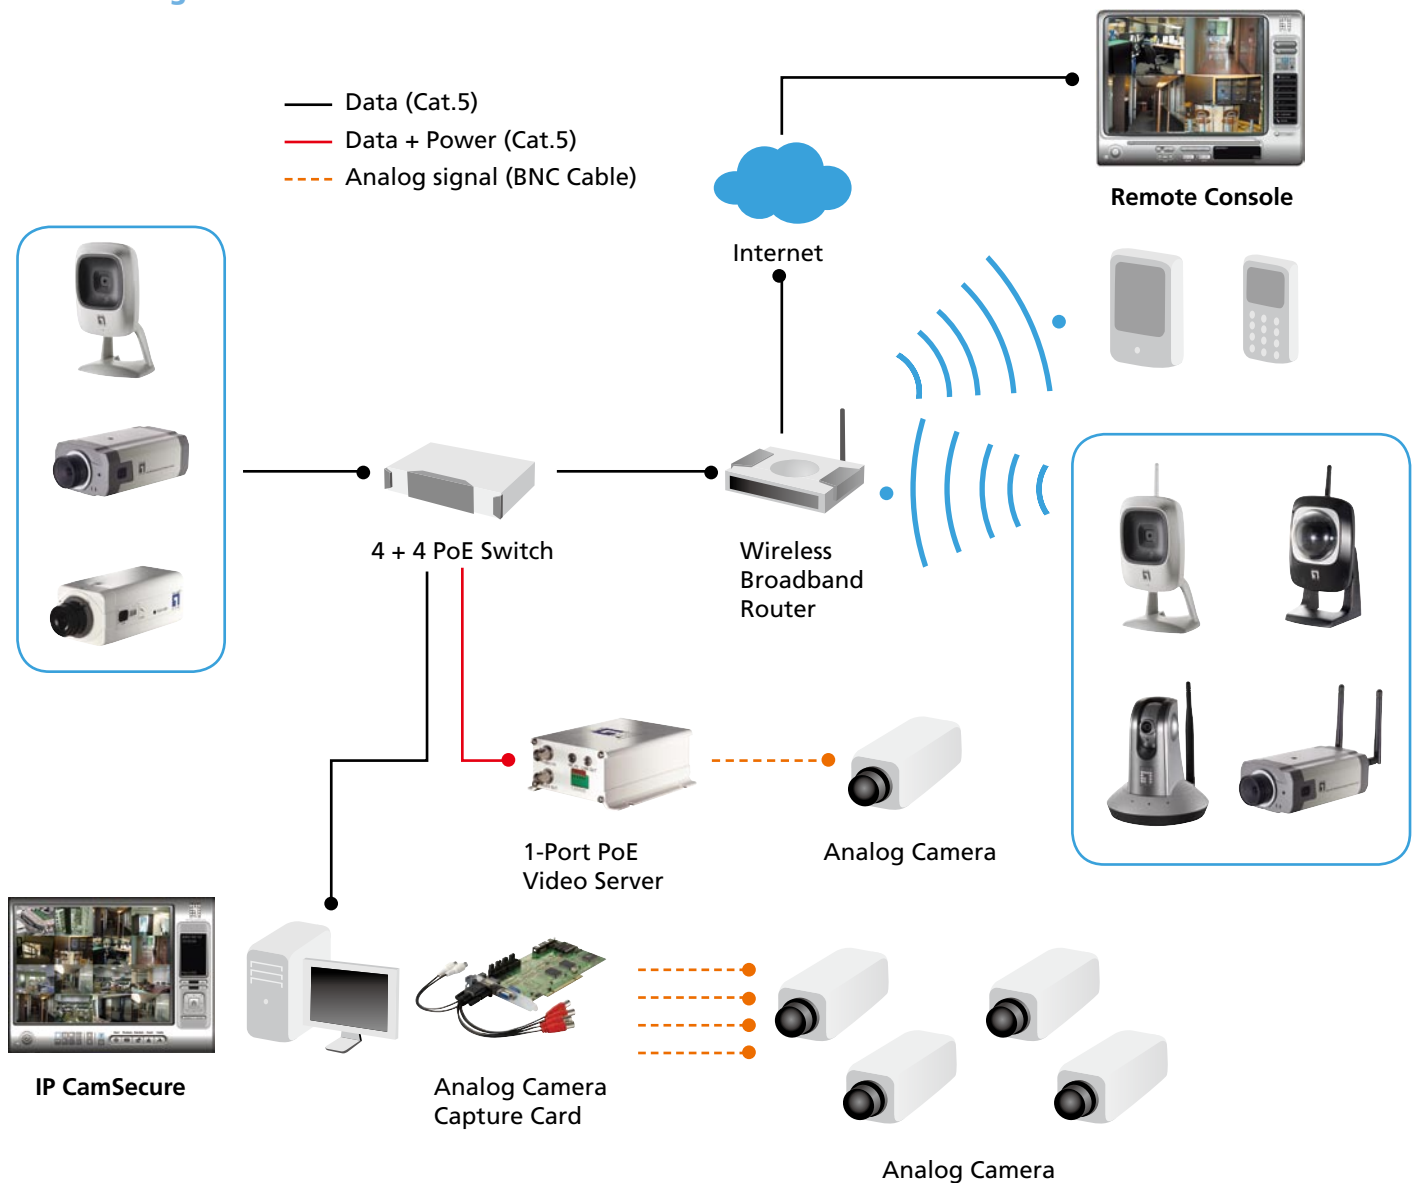 Data (Cat.5)
Data + Power (Cat.5)
Analog signal (BNC Cable)
Remote Console
Internet
4 + 4 PoE Switch
Wireless
Broadband
Router
1-Port PoE
Video Server
Analog Camera
IP CamSecure
Analog Camera
Capture Card
Analog Camera